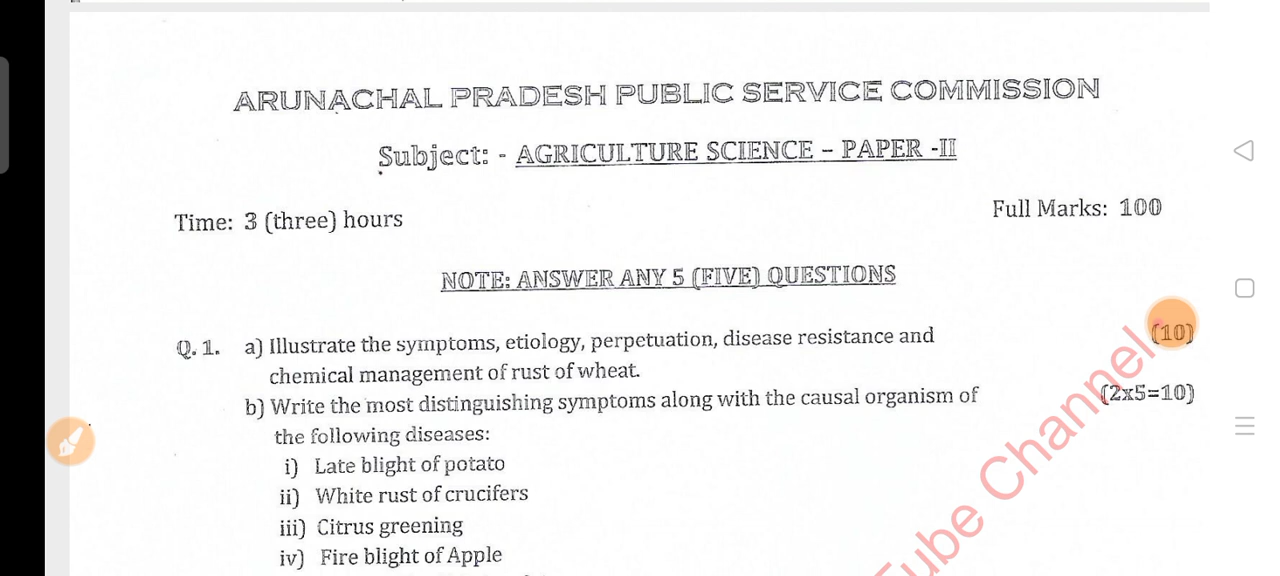 ARUNACHAL PRADESH PUBLIC SERVICE COMMISSION
Subject: - AGRICULTURE SCIENCE – PAPER -II
Time: 3 (three) hours
Full Marks: 100
NOTE: ANSWER ANY 5 (FIVE) QUESTIONS
Q. 1. a) Illustrate the symptoms, etiology, perpetuation, disease resistance and (10)
chemical management of rust of wheat.
b) Write the most distinguishing symptoms along with the causal organism of (2x5=10)
the following diseases:
i) Late blight of potato
ii) White rust of crucifers
iii) Citrus greening
iv) Fire blight of Apple
ube Channel